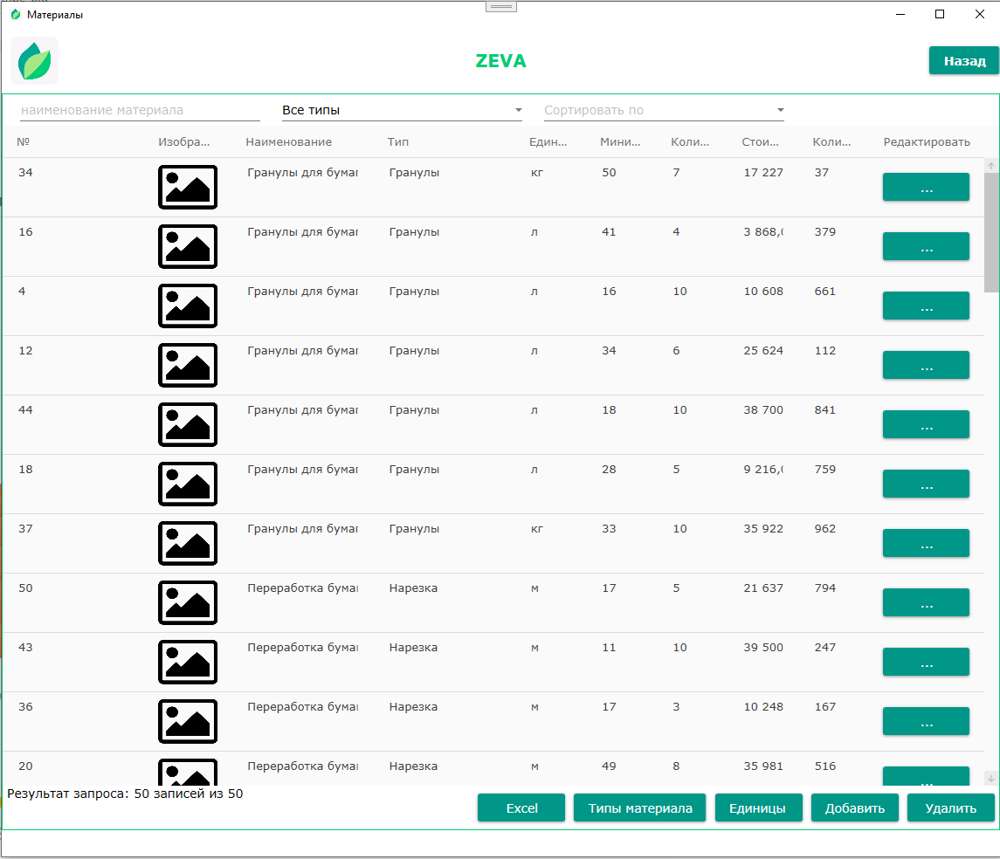 Материалы
ZEVA
Назад
наименование материала Все типы Сортировать по
№ Изобра... Наименование Тип Един... Мини... Коли... Стои... Коли... Редактировать
34 Гранулы для бумаг Гранулы кг 50 7 17 227 37 ...
16 Гранулы для бумаг Гранулы л 41 4 3 868,0 379 ...
4 Гранулы для бумаг Гранулы л 16 10 10 608 661 ...
12 Гранулы для бумаг Гранулы л 34 6 25 624 112 ...
44 Гранулы для бумаг Гранулы л 18 10 38 700 841 ...
18 Гранулы для бумаг Гранулы л 28 5 9 216,0 759 ...
37 Гранулы для бумаг Гранулы кг 33 10 35 922 962 ...
50 Переработка бумаг Нарезка м 17 5 21 637 794 ...
43 Переработка бумаг Нарезка м 11 10 39 500 247 ...
36 Переработка бумаг Нарезка м 17 3 10 248 167 ...
20 Переработка бумаг Нарезка м 49 8 35 981 516 ...
Результат запроса: 50 записей из 50
Excel Типы материала Единицы Добавить Удалить